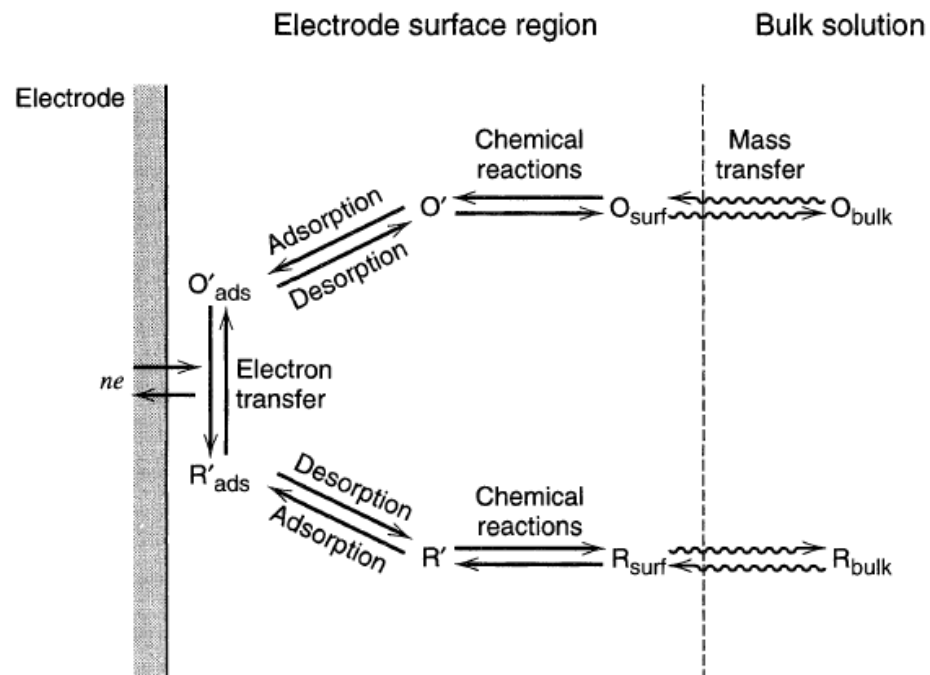 Electrode surface region
Bulk solution
Electrode
Chemical
reactions
Mass
transfer
Adsorption
O′
O_surf
O_bulk
Desorption
O′_ads
ne
Electron
transfer
R′_ads
Desorption
Adsorption
Chemical
reactions
R′
R_surf
R_bulk